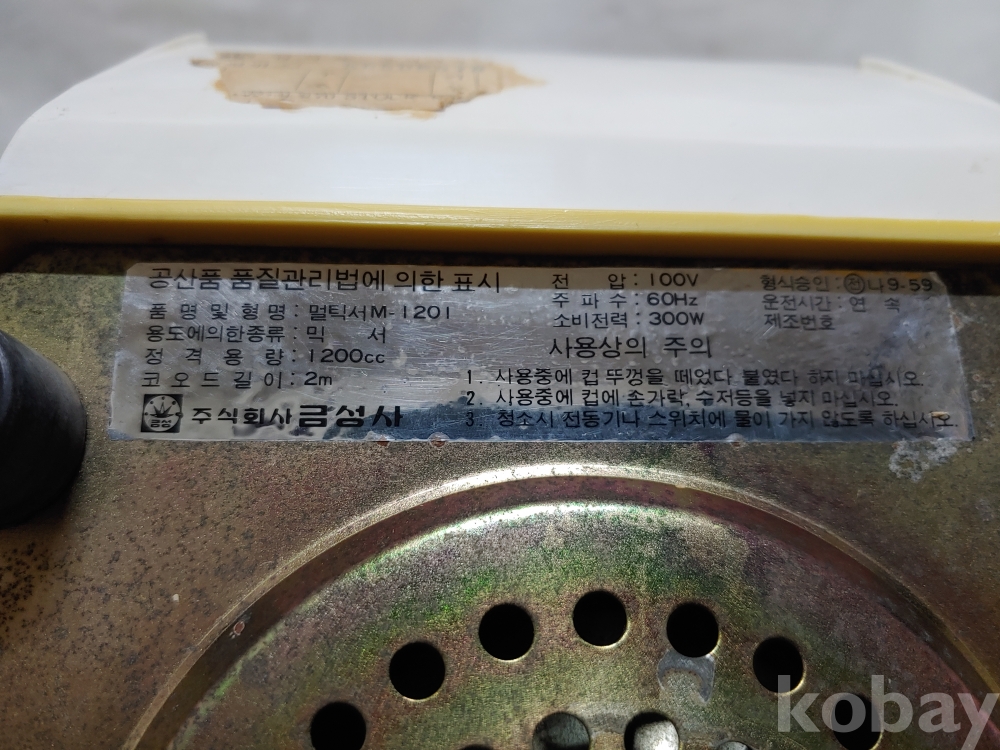 공산품 품질관리법에 의한 표시
품 명 및 형 명 : 멀틱서M-1201
용도에의한종류 : 믹 서
정 격 용 량 : 1200cc
코 오 드 길 이 : 2m
금성
주식회사 금성사
전 압 : 100V
주 파 수 : 60Hz
소비전력 : 300W
형식승인 : 전 나9-59
운전시간 : 연 속
제조번호
사용상의 주의
1. 사용중에 컵 뚜껑을 떼었다 붙였다 하지 마십시오.
2. 사용중에 컵에 손가락, 수저등을 넣지 마십시오.
3. 청소시 전동기나 스위치에 물이 가지 않도록 하십시오.
kobay